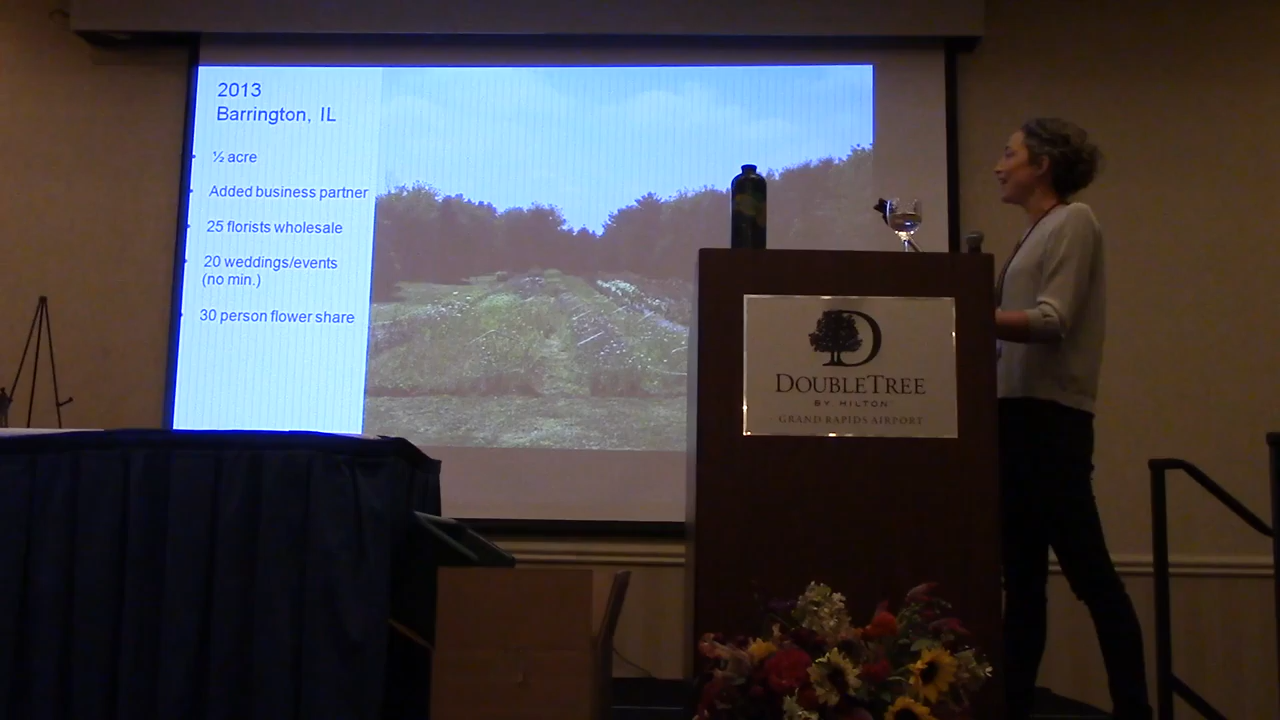 2013
Barrington, IL
½ acre
Added business partner
25 florists wholesale
20 weddings/events
(no min.)
30 person flower share
D
DOUBLETREE
BY HILTON
GRAND RAPIDS AIRPORT